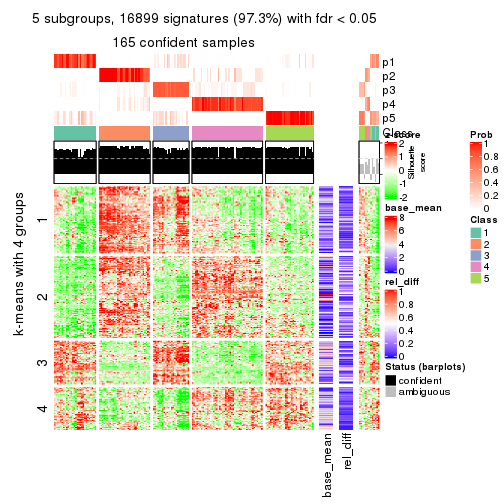 5 subgroups, 16899 signatures (97.3%) with fdr < 0.05
165 confident samples
p1
p2
p3
p4
p5
Class
Silhouette
score
k-means with 4 groups
1
2
3
4
base_mean
rel_diff
z-score
2
1
0
-1
-2
base_mean
8
6
4
2
0
rel_diff
1
0.8
0.6
0.4
0.2
0
Status (barplots)
confident
ambiguous
Prob
1
0.8
0.6
0.4
0.2
0
Class
1
2
3
4
5